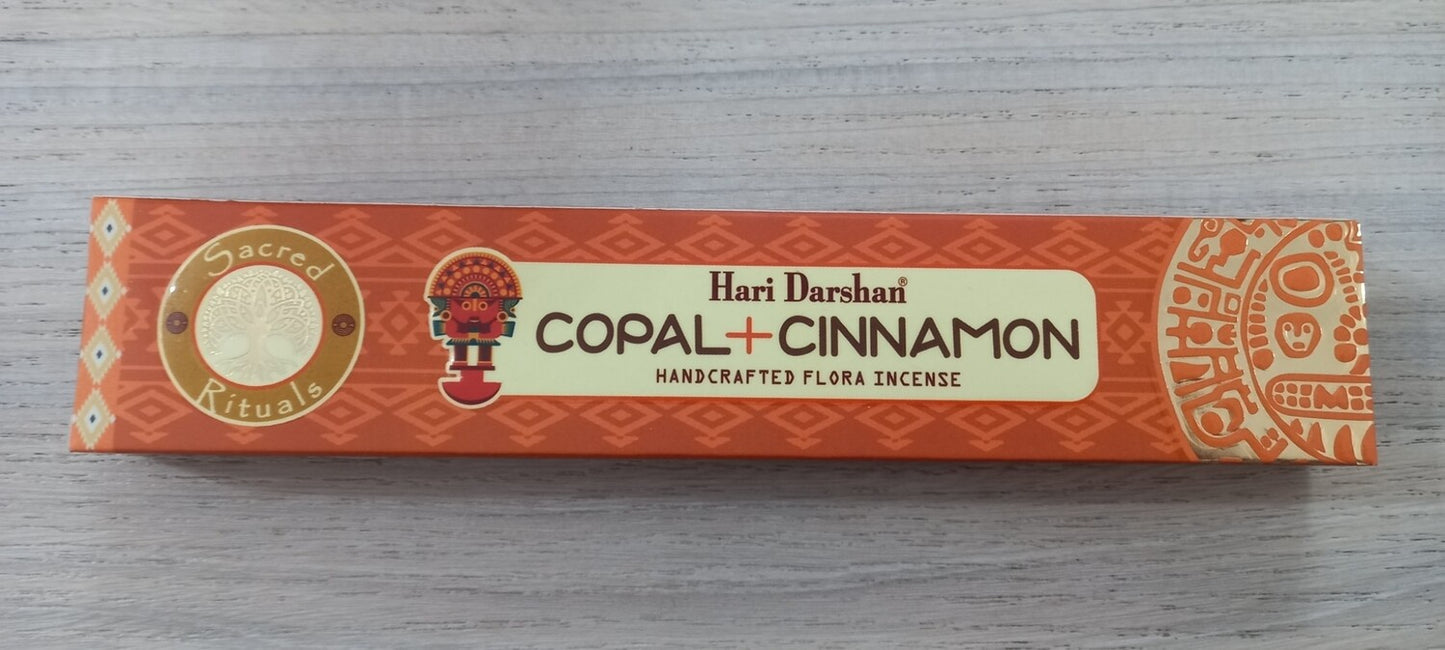 Sacred
Rituals
Hari Darshan®
COPAL+CINNAMON
HANDCRAFTED FLORA INCENSE